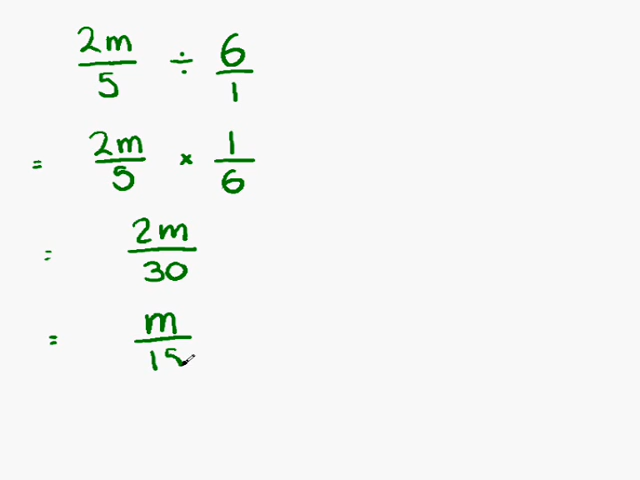 2m/5 ÷ 6/1
= 2m/5 × 1/6
= 2m/30
= m/15